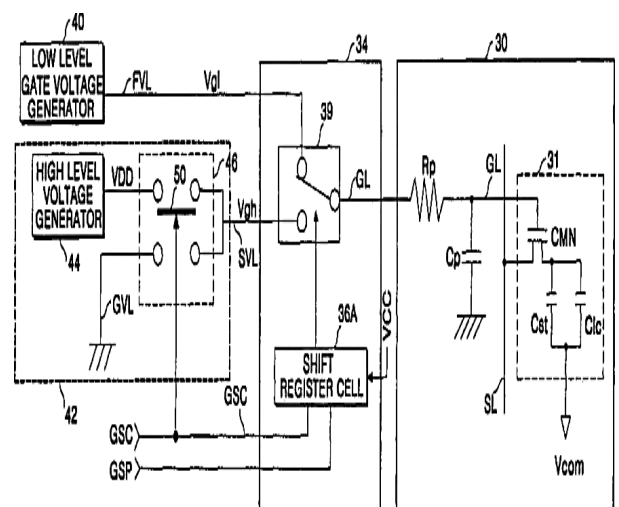 40
LOW LEVEL
GATE VOLTAGE
GENERATOR
FVL
Vgl
34
30
39
GL
Rp
GL
31
HIGH LEVEL
VOLTAGE
GENERATOR
VDD
46
50
Vgh
SVL
44
GVL
Cp
CMN
Cst
Clc
36A
VCC
SHIFT
REGISTER CELL
42
GSC
GSC
GSP
SL
Vcom